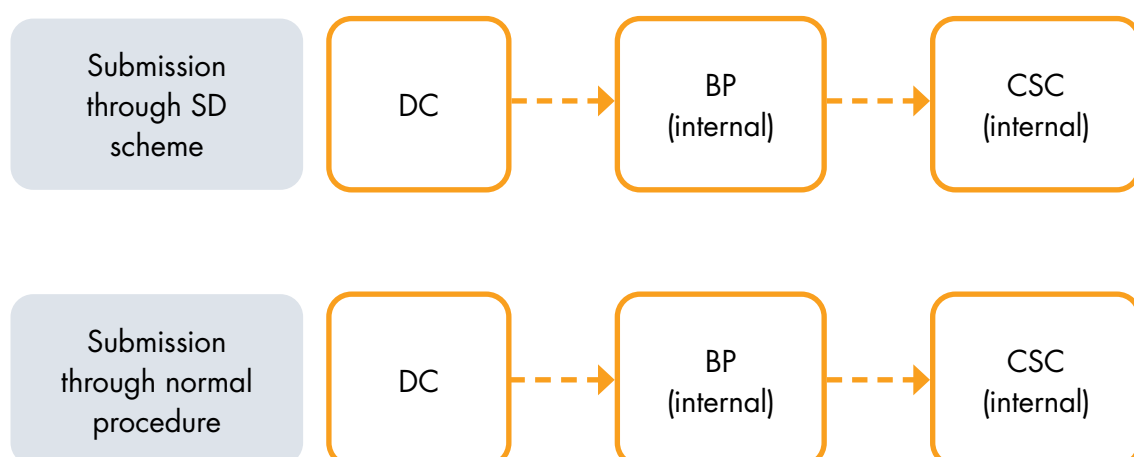 Submission
through SD
scheme
DC
BP
(internal)
CSC
(internal)
Submission
through normal
procedure
DC
BP
(internal)
CSC
(internal)